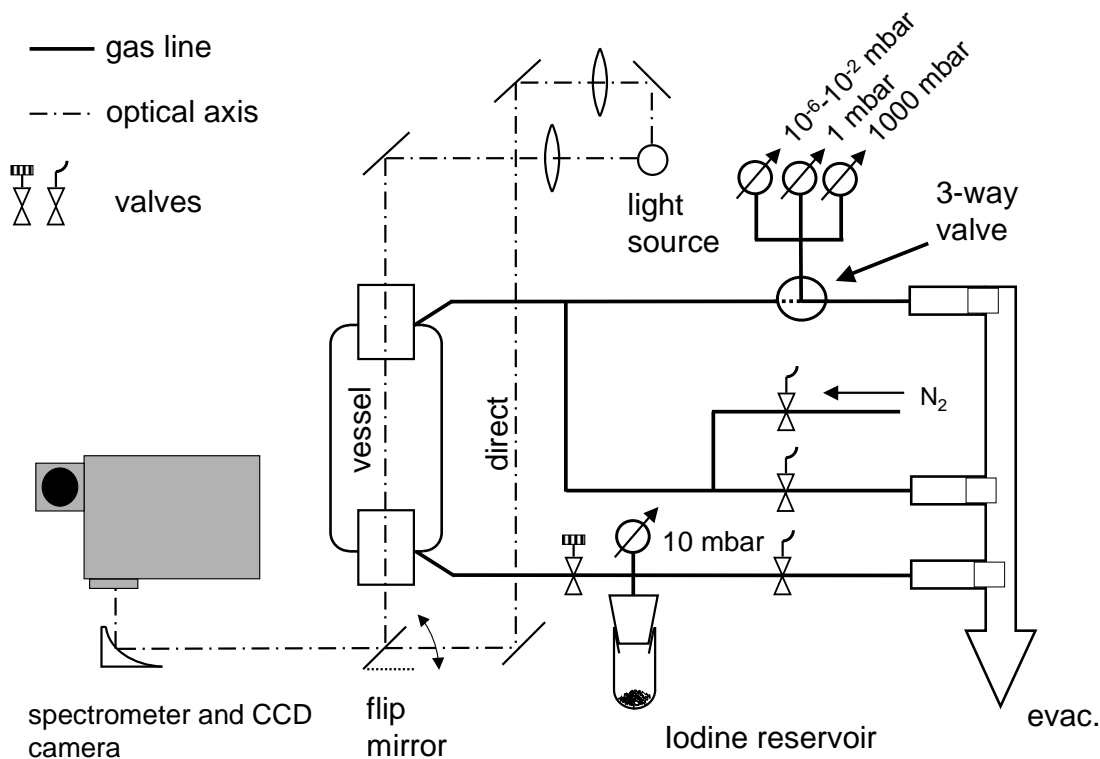 gas line
optical axis
valves
10-6-10-2 mbar
1 mbar
1000 mbar
light
source
3-way
valve
vessel
direct
N2
10 mbar
spectrometer and CCD
camera
flip
mirror
Iodine reservoir
evac.